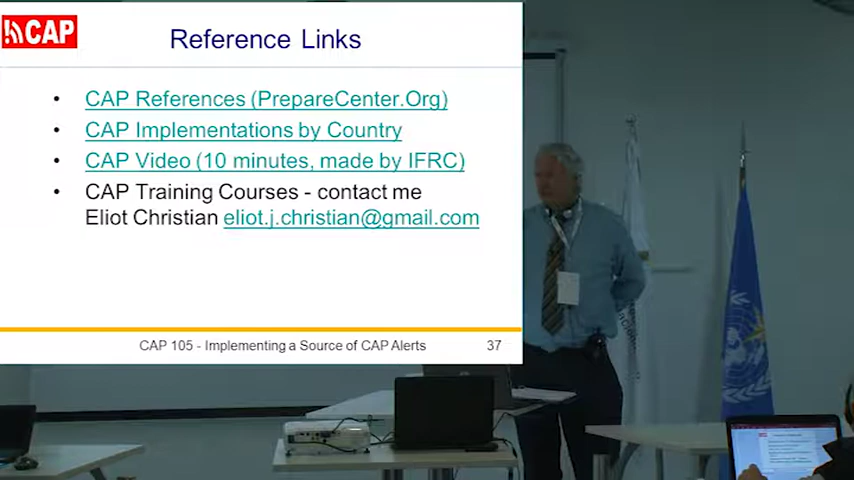 CAP
Reference Links
• CAP References (PrepareCenter.Org)
• CAP Implementations by Country
• CAP Video (10 minutes, made by IFRC)
• CAP Training Courses - contact me
Eliot Christian eliot.j.christian@gmail.com
CAP 105 - Implementing a Source of CAP Alerts
37